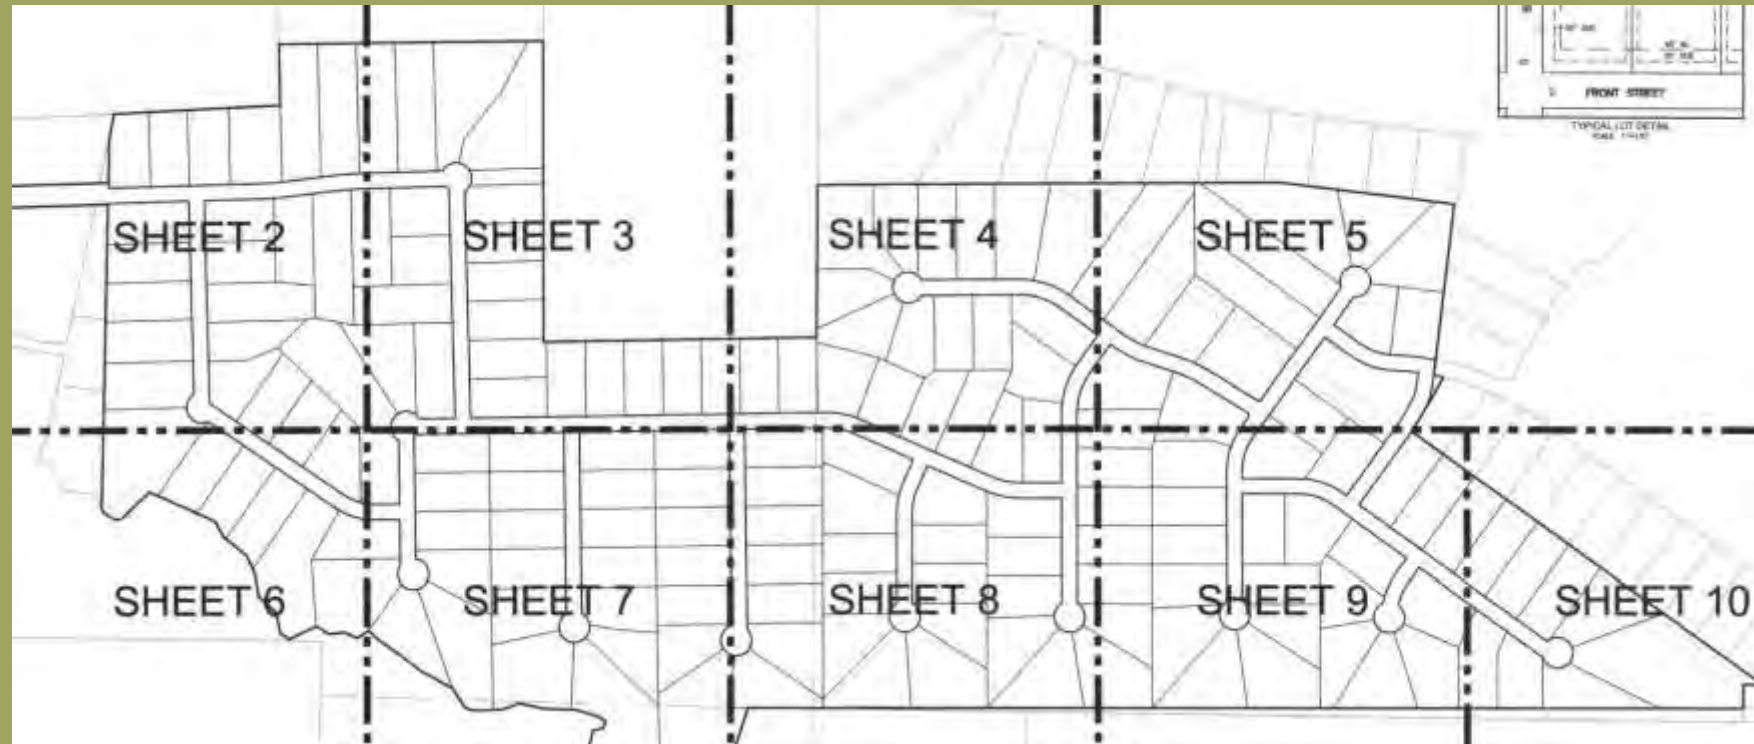 FRONT STREET
TYPICAL LOT DETAIL
SHEET 2
SHEET 3
SHEET 4
SHEET 5
SHEET 6
SHEET 7
SHEET 8
SHEET 9
SHEET 10